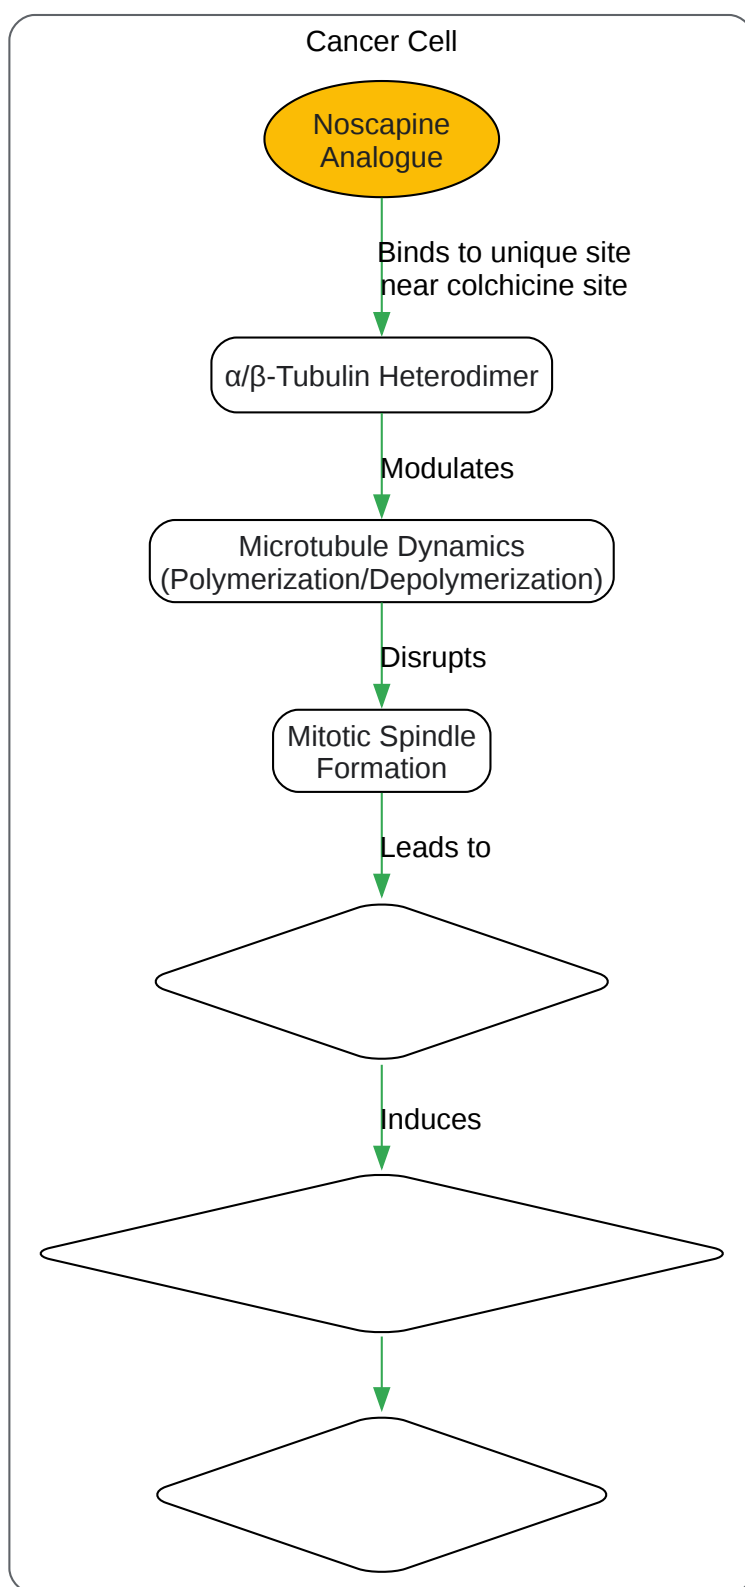 Cancer Cell
Noscapine
Analogue
Binds to unique site
near colchicine site
α/β-Tubulin Heterodimer
Modulates
Microtubule Dynamics
(Polymerization/Depolymerization)
Disrupts
Mitotic Spindle
Formation
Leads to
Induces